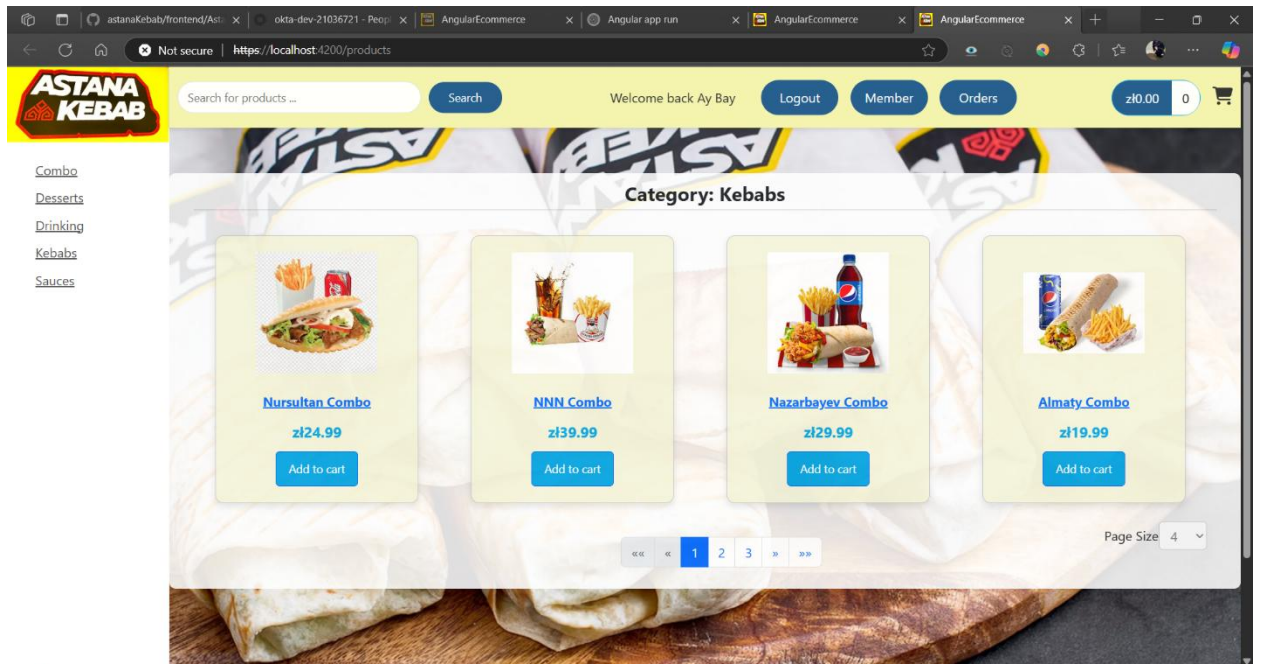 astanaKebab/frontend/Asta
okta-dev-21036721 - Peopl
AngularEcommerce
Angular app run
AngularEcommerce
AngularEcommerce
Not secure
https://localhost:4200/products
ASTANA
KEBAB
Search for products ...
Search
Welcome back Ay Bay
Logout
Member
Orders
zł0.00
0
Combo
Desserts
Drinking
Kebabs
Sauces
Category: Kebabs
Nursultan Combo
NNN Combo
Nazarbayev Combo
Almaty Combo
zł24.99
zł39.99
zł29.99
zł19.99
Add to cart
Add to cart
Add to cart
Add to cart
Page Size 4
«« « 1 2 3 » »»